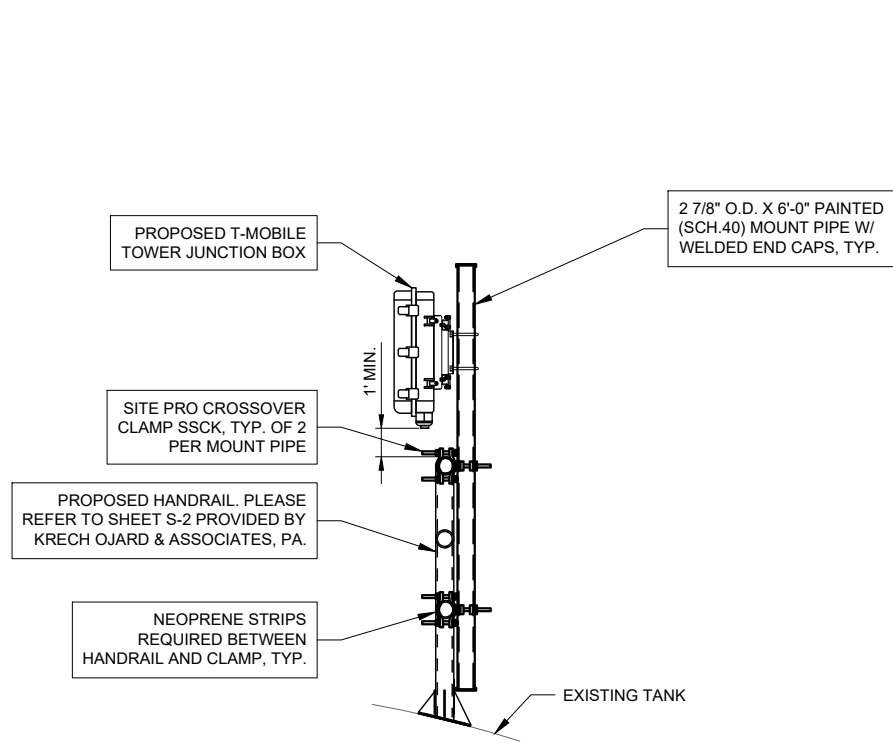 PROPOSED T-MOBILE
TOWER JUNCTION BOX
2 7/8" O.D. X 6'-0" PAINTED
(SCH.40) MOUNT PIPE W/
WELDED END CAPS, TYP.
1' MIN.
SITE PRO CROSSOVER
CLAMP SSCK, TYP. OF 2
PER MOUNT PIPE
PROPOSED HANDRAIL. PLEASE
REFER TO SHEET S-2 PROVIDED BY
KRECH OJARD & ASSOCIATES, PA.
NEOPRENE STRIPS
REQUIRED BETWEEN
HANDRAIL AND CLAMP, TYP.
EXISTING TANK